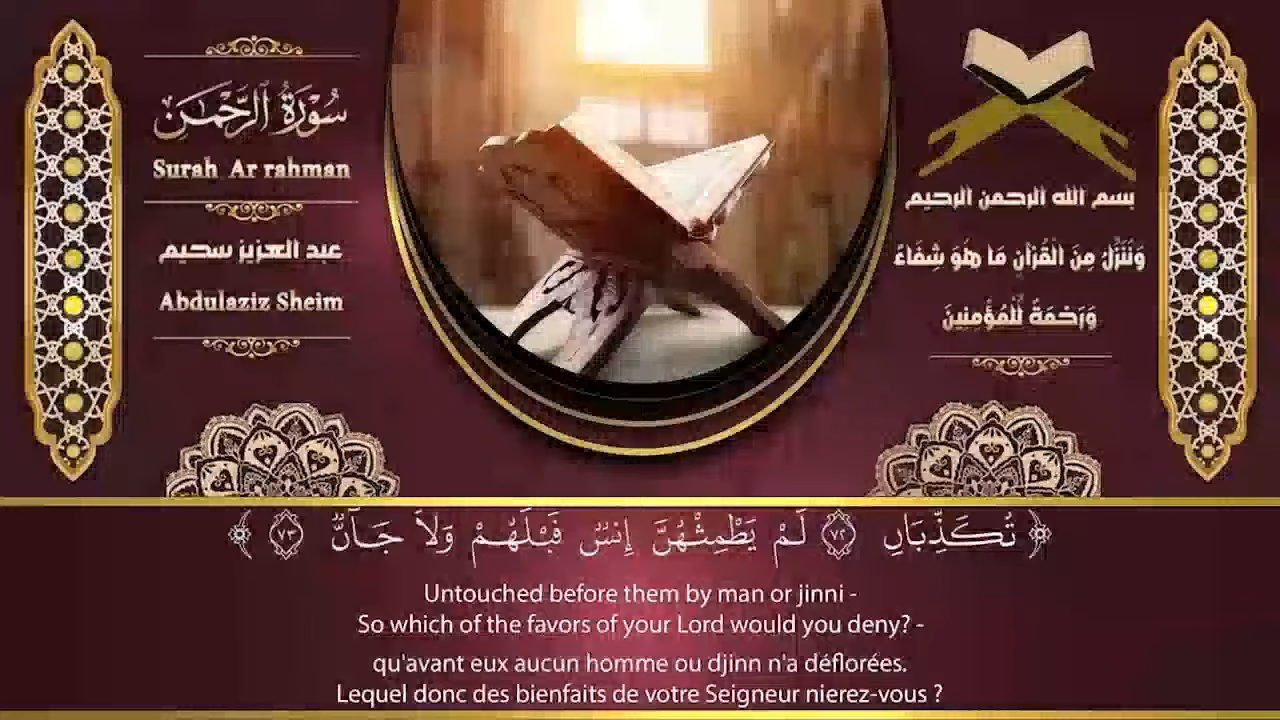 سُوْرَةُ الرَّحْمَٰن
Surah Ar rahman
عبد العزيز سحيم
Abdulaziz Sheim
بسم الله الرحمن الرحيم
وَنُنَزِّلُ مِنَ الْقُرْآنِ مَا هُوَ شِفَاءٌ
وَرَحْمَةٌ لِّلْمُؤْمِنِينَ
﴿ تُكَذِّبَانِ ٧٢ لَمْ يَطْمِثْهُنَّ إِنسٌ قَبْلَهُمْ وَلَا جَآنٌّ ٧٣ ﴾
Untouched before them by man or jinni -
So which of the favors of your Lord would you deny? -
qu'avant eux aucun homme ou djinn n'a déflorées.
Lequel donc des bienfaits de votre Seigneur nierez-vous ?